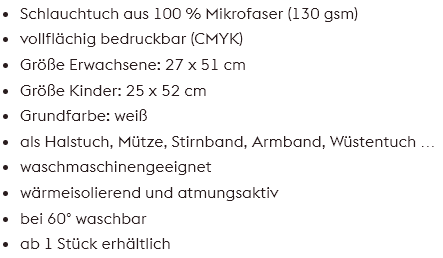 • Schlauchtuch aus 100 % Mikrofaser (130 gsm)
• vollflächig bedruckbar (CMYK)
• Größe Erwachsene: 27 x 51 cm
• Größe Kinder: 25 x 52 cm
• Grundfarbe: weiß
• als Halstuch, Mütze, Stirnband, Armband, Wüstentuch …
• waschmaschinengeeignet
• wärmeisolierend und atmungsaktiv
• bei 60° waschbar
• ab 1 Stück erhältlich